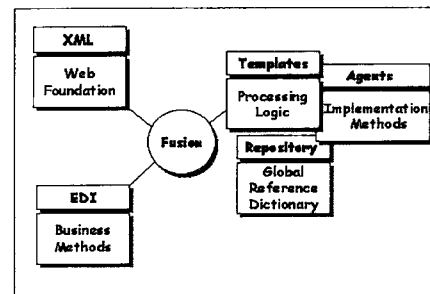 XML
Web
Foundation
Templates
Processing
Logic
Agents
Implementation
Methods
Fusion
Repository
Global
Reference
Dictionary
EDI
Business
Methods